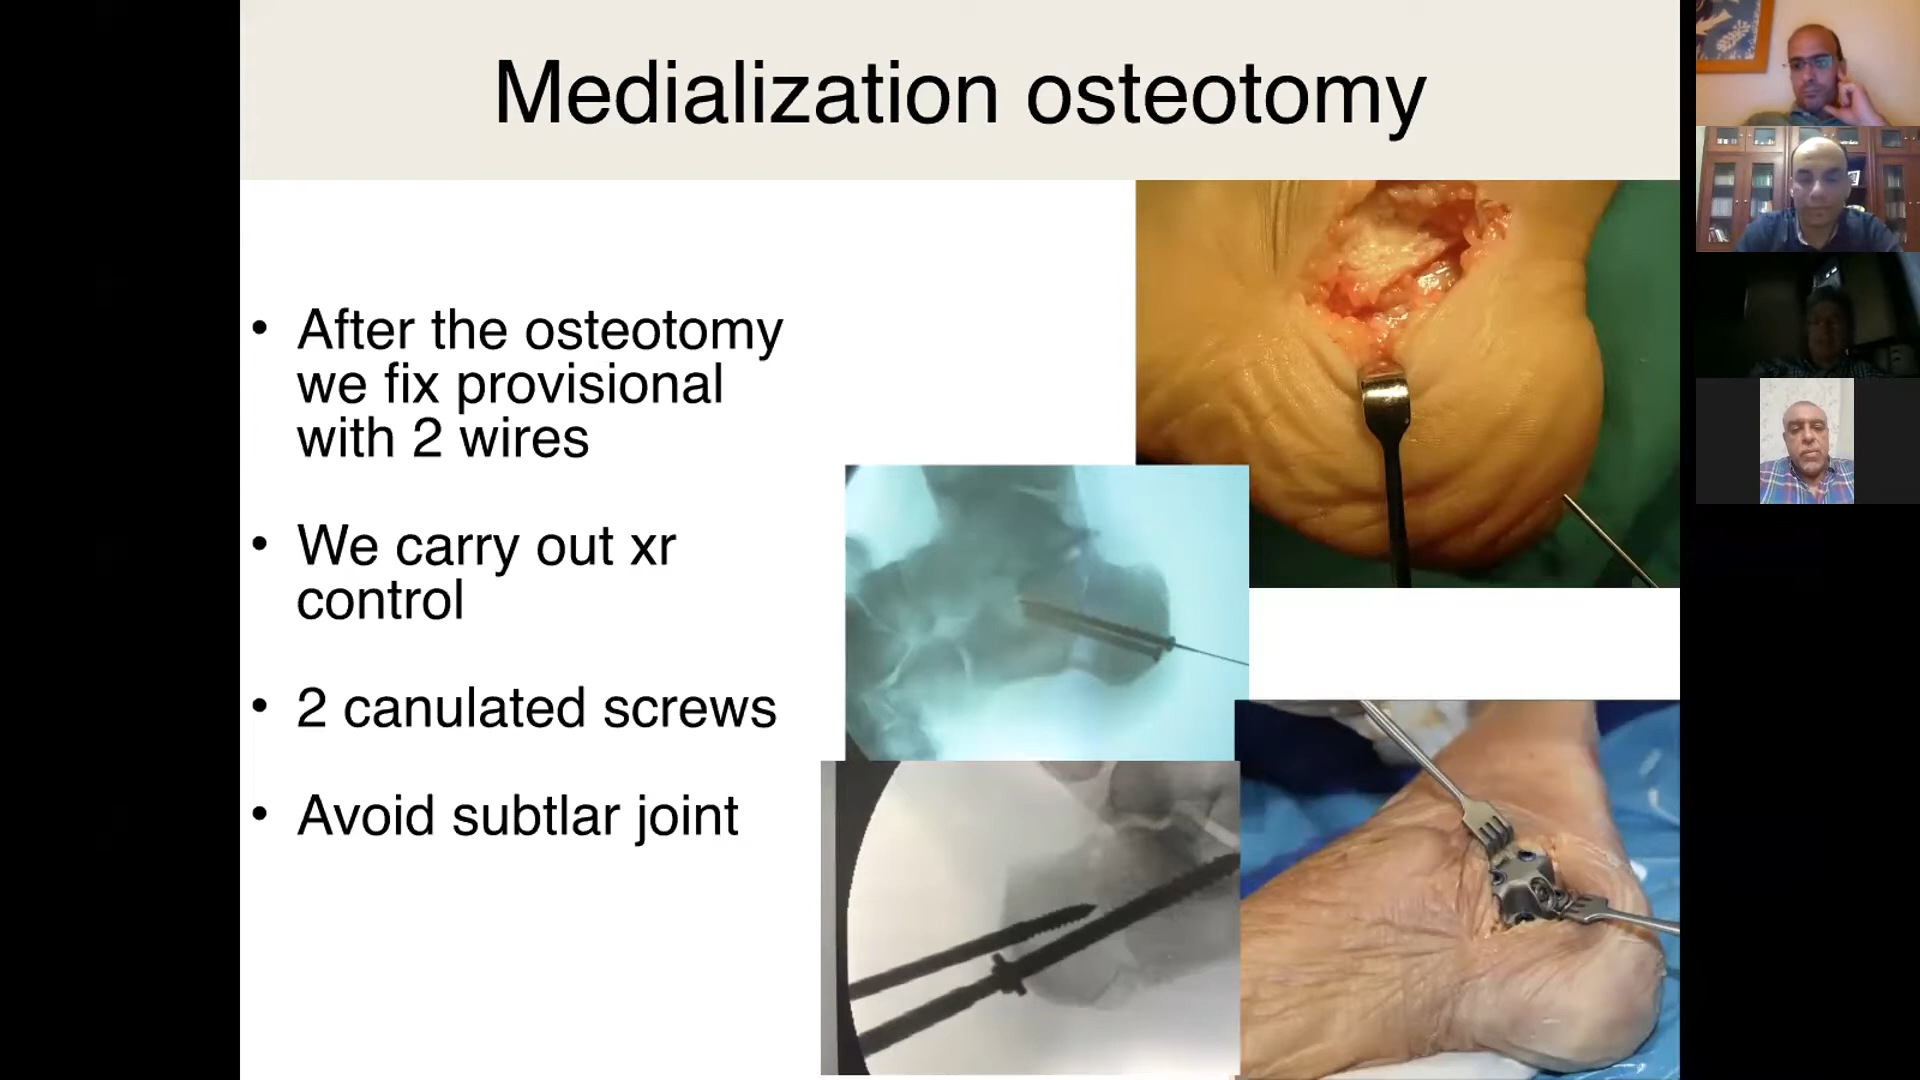 Medialization osteotomy
• After the osteotomy
we fix provisional
with 2 wires
• We carry out xr
control
• 2 canulated screws
• Avoid subtlar joint